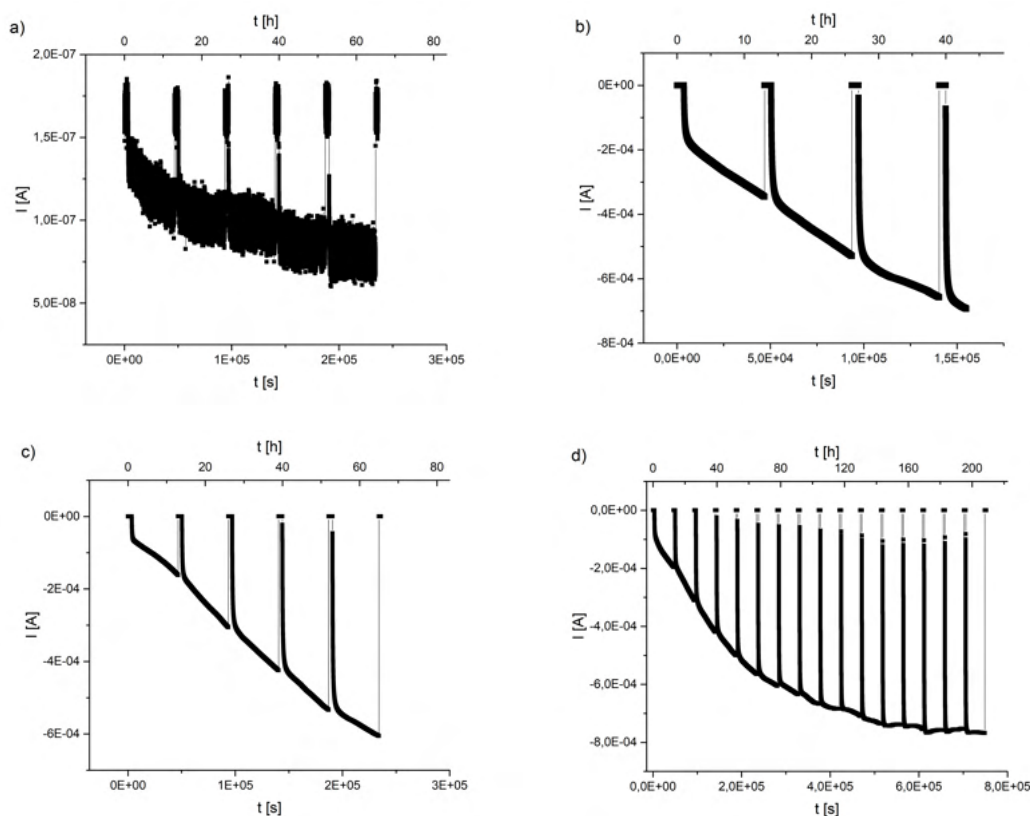 a)
t [h]
0 20 40 60 80
2,0E-07
1,5E-07
1,0E-07
5,0E-08
I [A]
0E+00 1E+05 2E+05 3E+05
t [s]
b)
t [h]
0 10 20 30 40
0E+00
-2E-04
-4E-04
-6E-04
-8E-04
I [A]
0,0E+00 5,0E+04 1,0E+05 1,5E+05
t [s]
c)
t [h]
0 20 40 60 80
0E+00
-2E-04
-4E-04
-6E-04
I [A]
0E+00 1E+05 2E+05 3E+05
t [s]
d)
t [h]
0 40 80 120 160 200
0,0E+00
-2,0E-04
-4,0E-04
-6,0E-04
-8,0E-04
I [A]
0,0E+00 2,0E+05 4,0E+05 6,0E+05 8,0E+05
t [s]